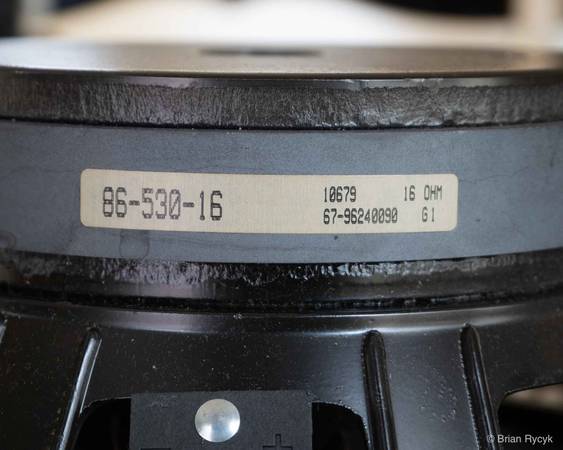 86-530-16
10679 16 OHM
67-96240090 G1
+
© Brian Rycyk